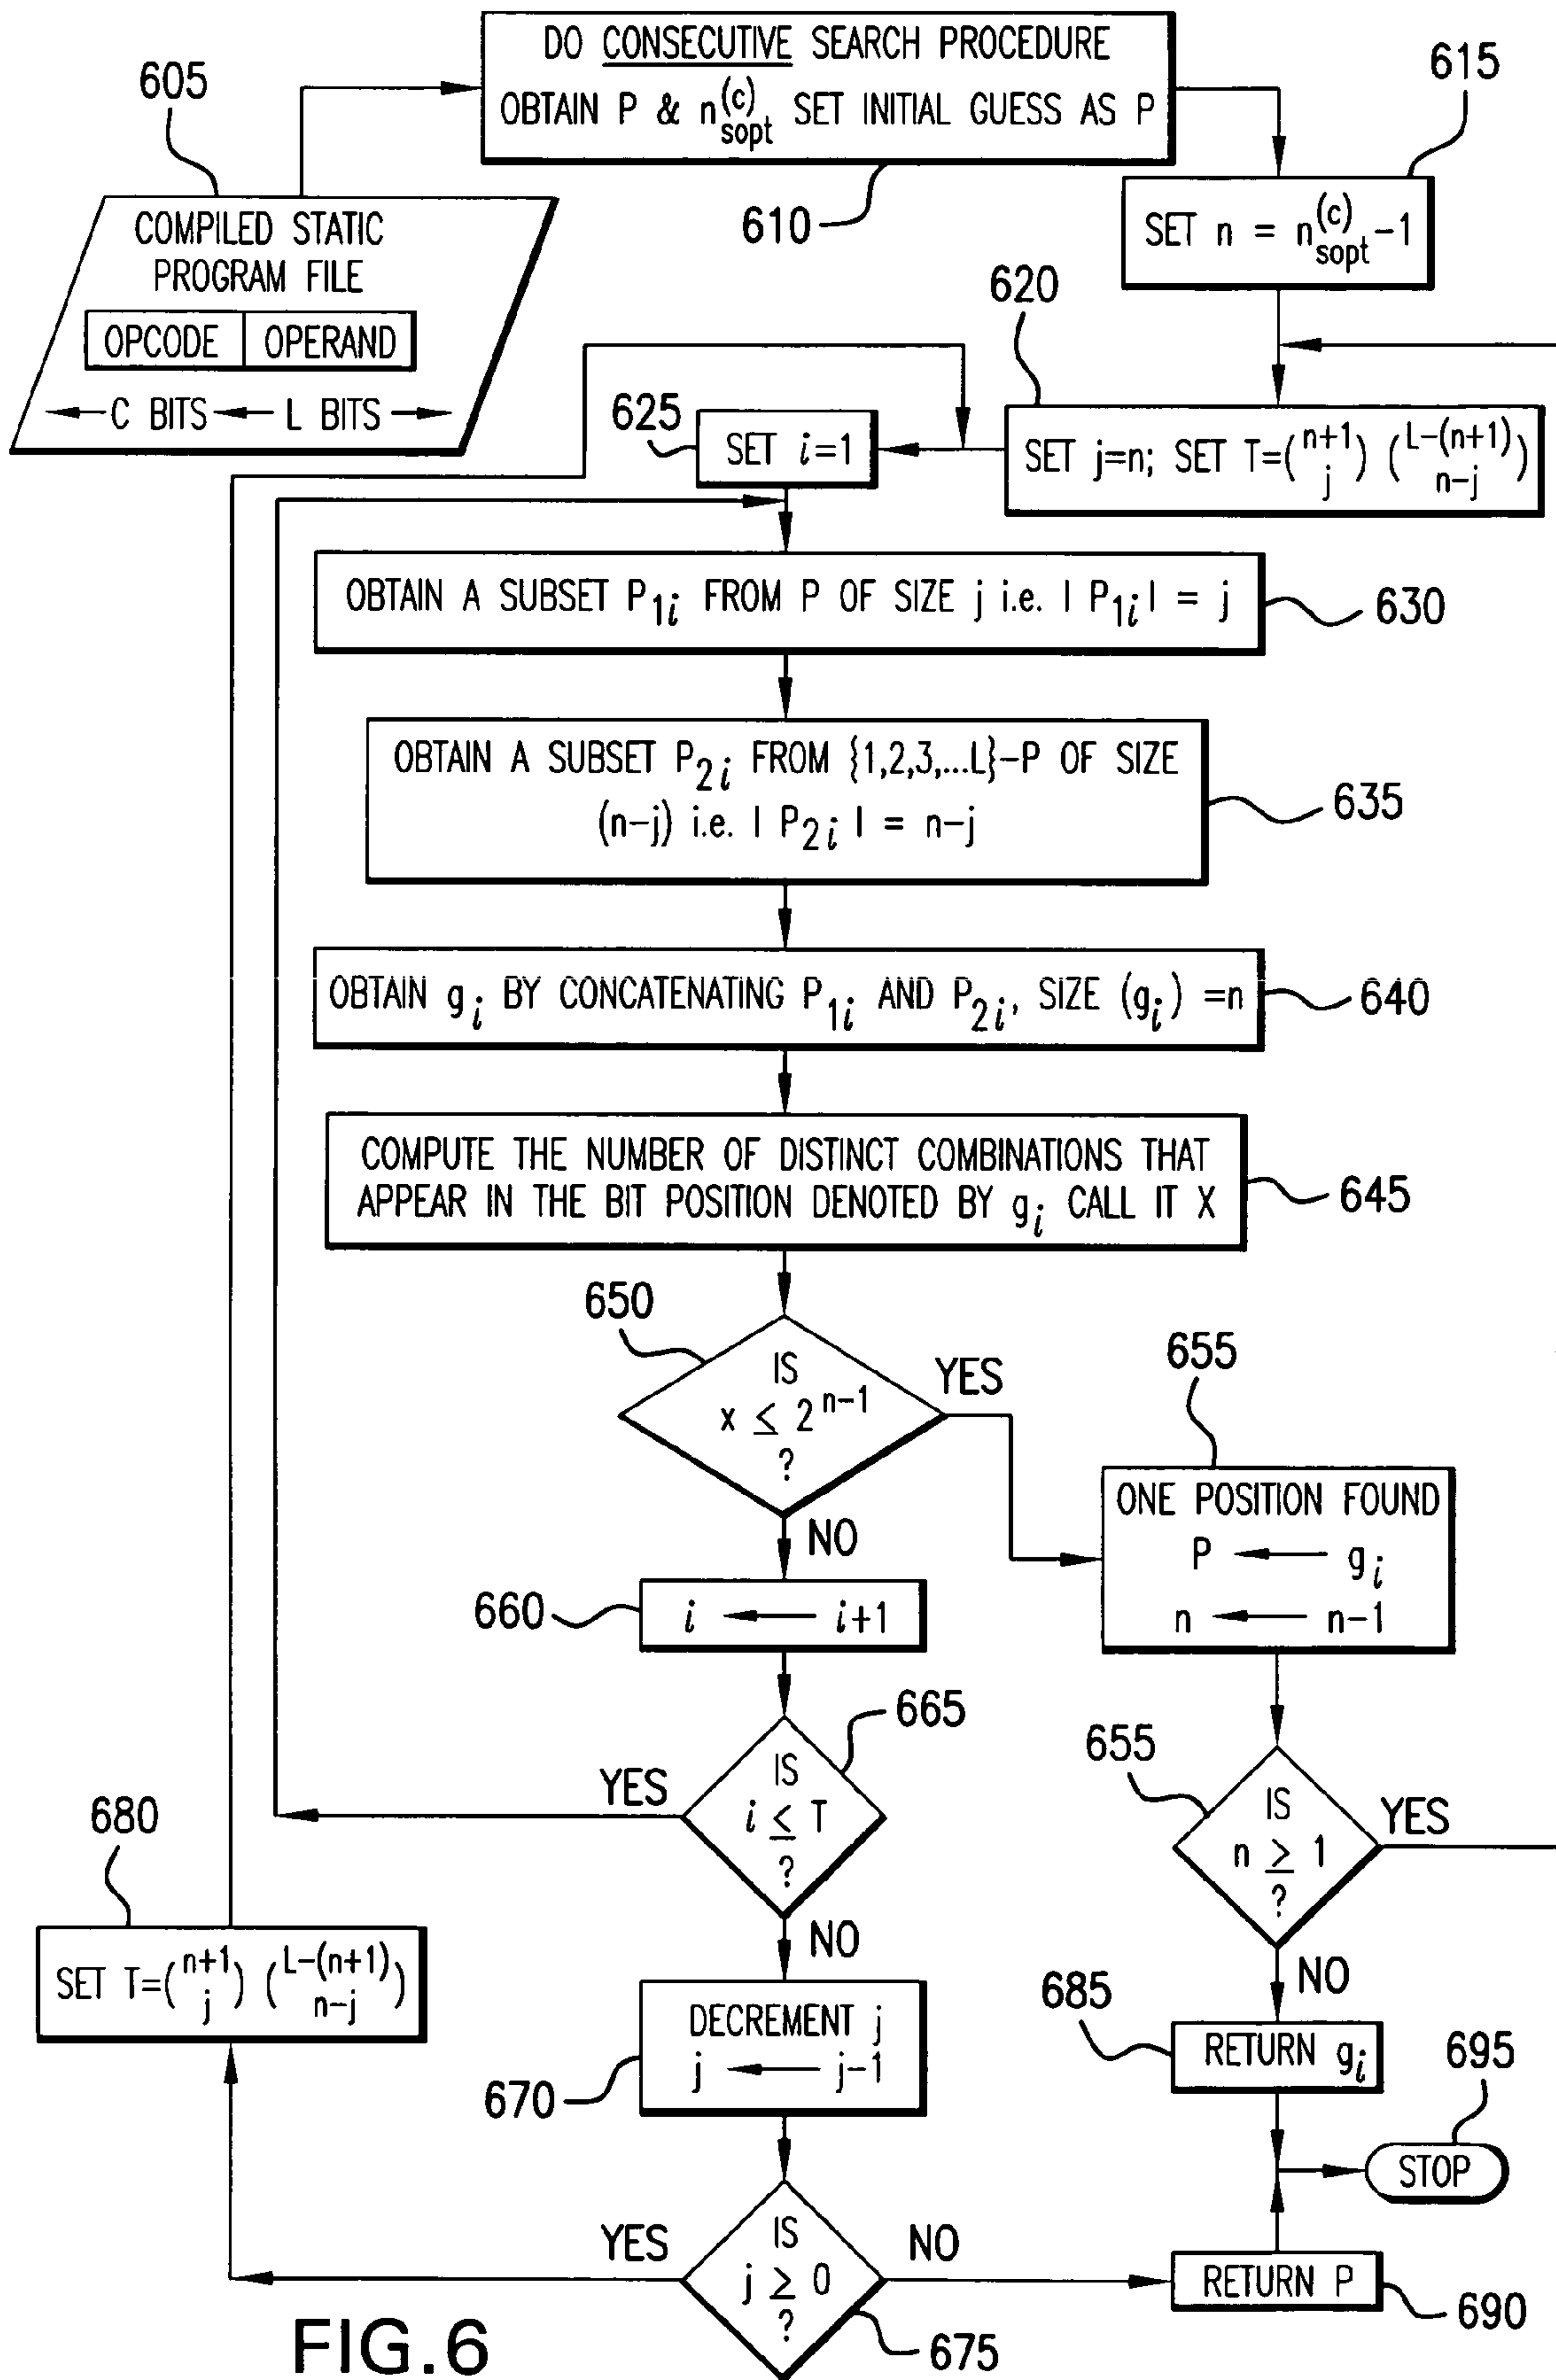 605
COMPILED STATIC
PROGRAM FILE
OPCODE OPERAND
C BITS L BITS
DO CONSECUTIVE SEARCH PROCEDURE
OBTAIN P & n_sopt^(c) SET INITIAL GUESS AS P
610
615
SET n = n_sopt^(c) -1
620
SET j=n; SET T=(n+1 j) (L-(n+1) n-j)
625
SET i=1
OBTAIN A SUBSET P1i FROM P OF SIZE j i.e. | P1i | = j
630
OBTAIN A SUBSET P2i FROM {1,2,3,...L}-P OF SIZE
(n-j) i.e. | P2i | = n-j
635
OBTAIN gi BY CONCATENATING P1i AND P2i, SIZE (gi) =n
640
COMPUTE THE NUMBER OF DISTINCT COMBINATIONS THAT
APPEAR IN THE BIT POSITION DENOTED BY gi CALL IT X
645
650
IS
x ≤ 2^n-1
?
YES
NO
655
ONE POSITION FOUND
P ← gi
n ← n-1
660
i ← i+1
665
IS
i ≤ T
?
YES
NO
655
IS
n ≥ 1
?
YES
NO
680
SET T=(n+1 j) (L-(n+1) n-j)
DECREMENT j
j ← j-1
670
685
RETURN gi
695
STOP
IS
j ≥ 0
?
YES
NO
675
RETURN P
690
FIG.6